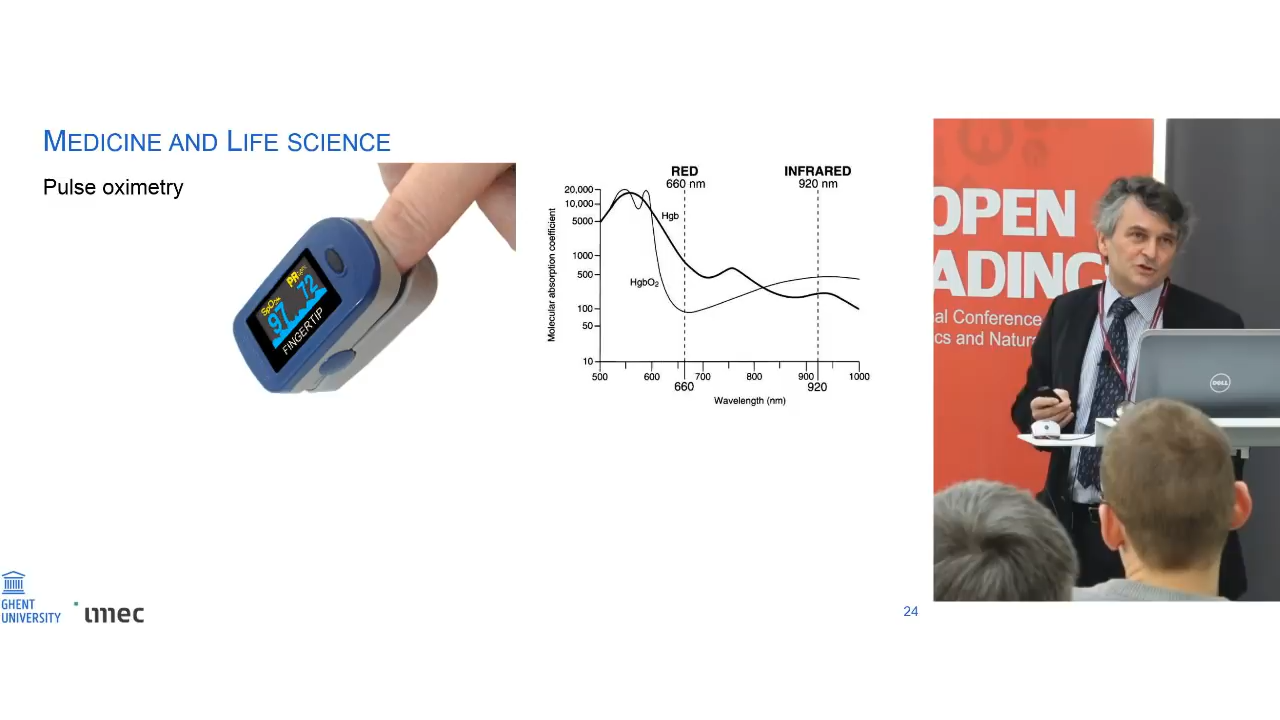 MEDICINE AND LIFE SCIENCE
Pulse oximetry
SpO₂%
PRbpm
97
72
FINGERTIP
RED
660 nm
INFRARED
920 nm
20,000
10,000
5000
1000
500
100
50
10
Molecular absorption coefficient
Hgb
HgbO₂
500
600
700
800
900
1000
660
920
Wavelength (nm)
OPEN
ADING
al Conference
cs and Natur
DELL
GHENT
UNIVERSITY
imec
24